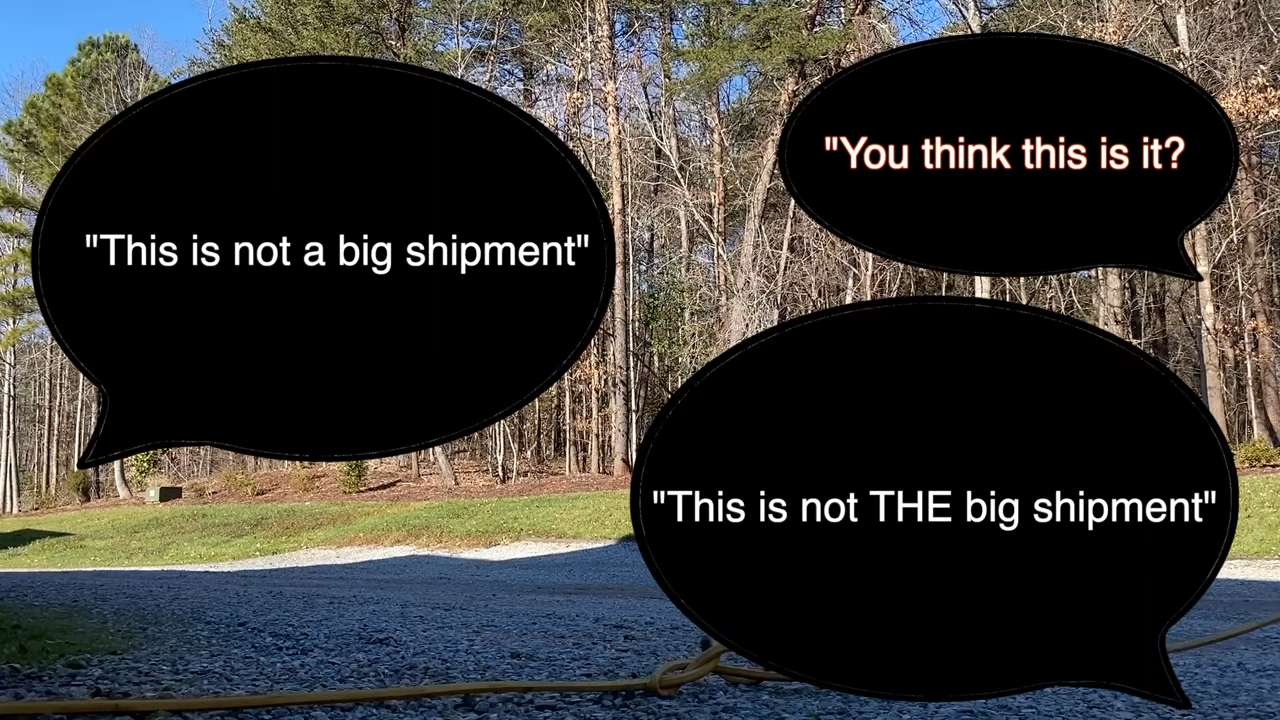 "This is not a big shipment"
"You think this is it?
"This is not THE big shipment"